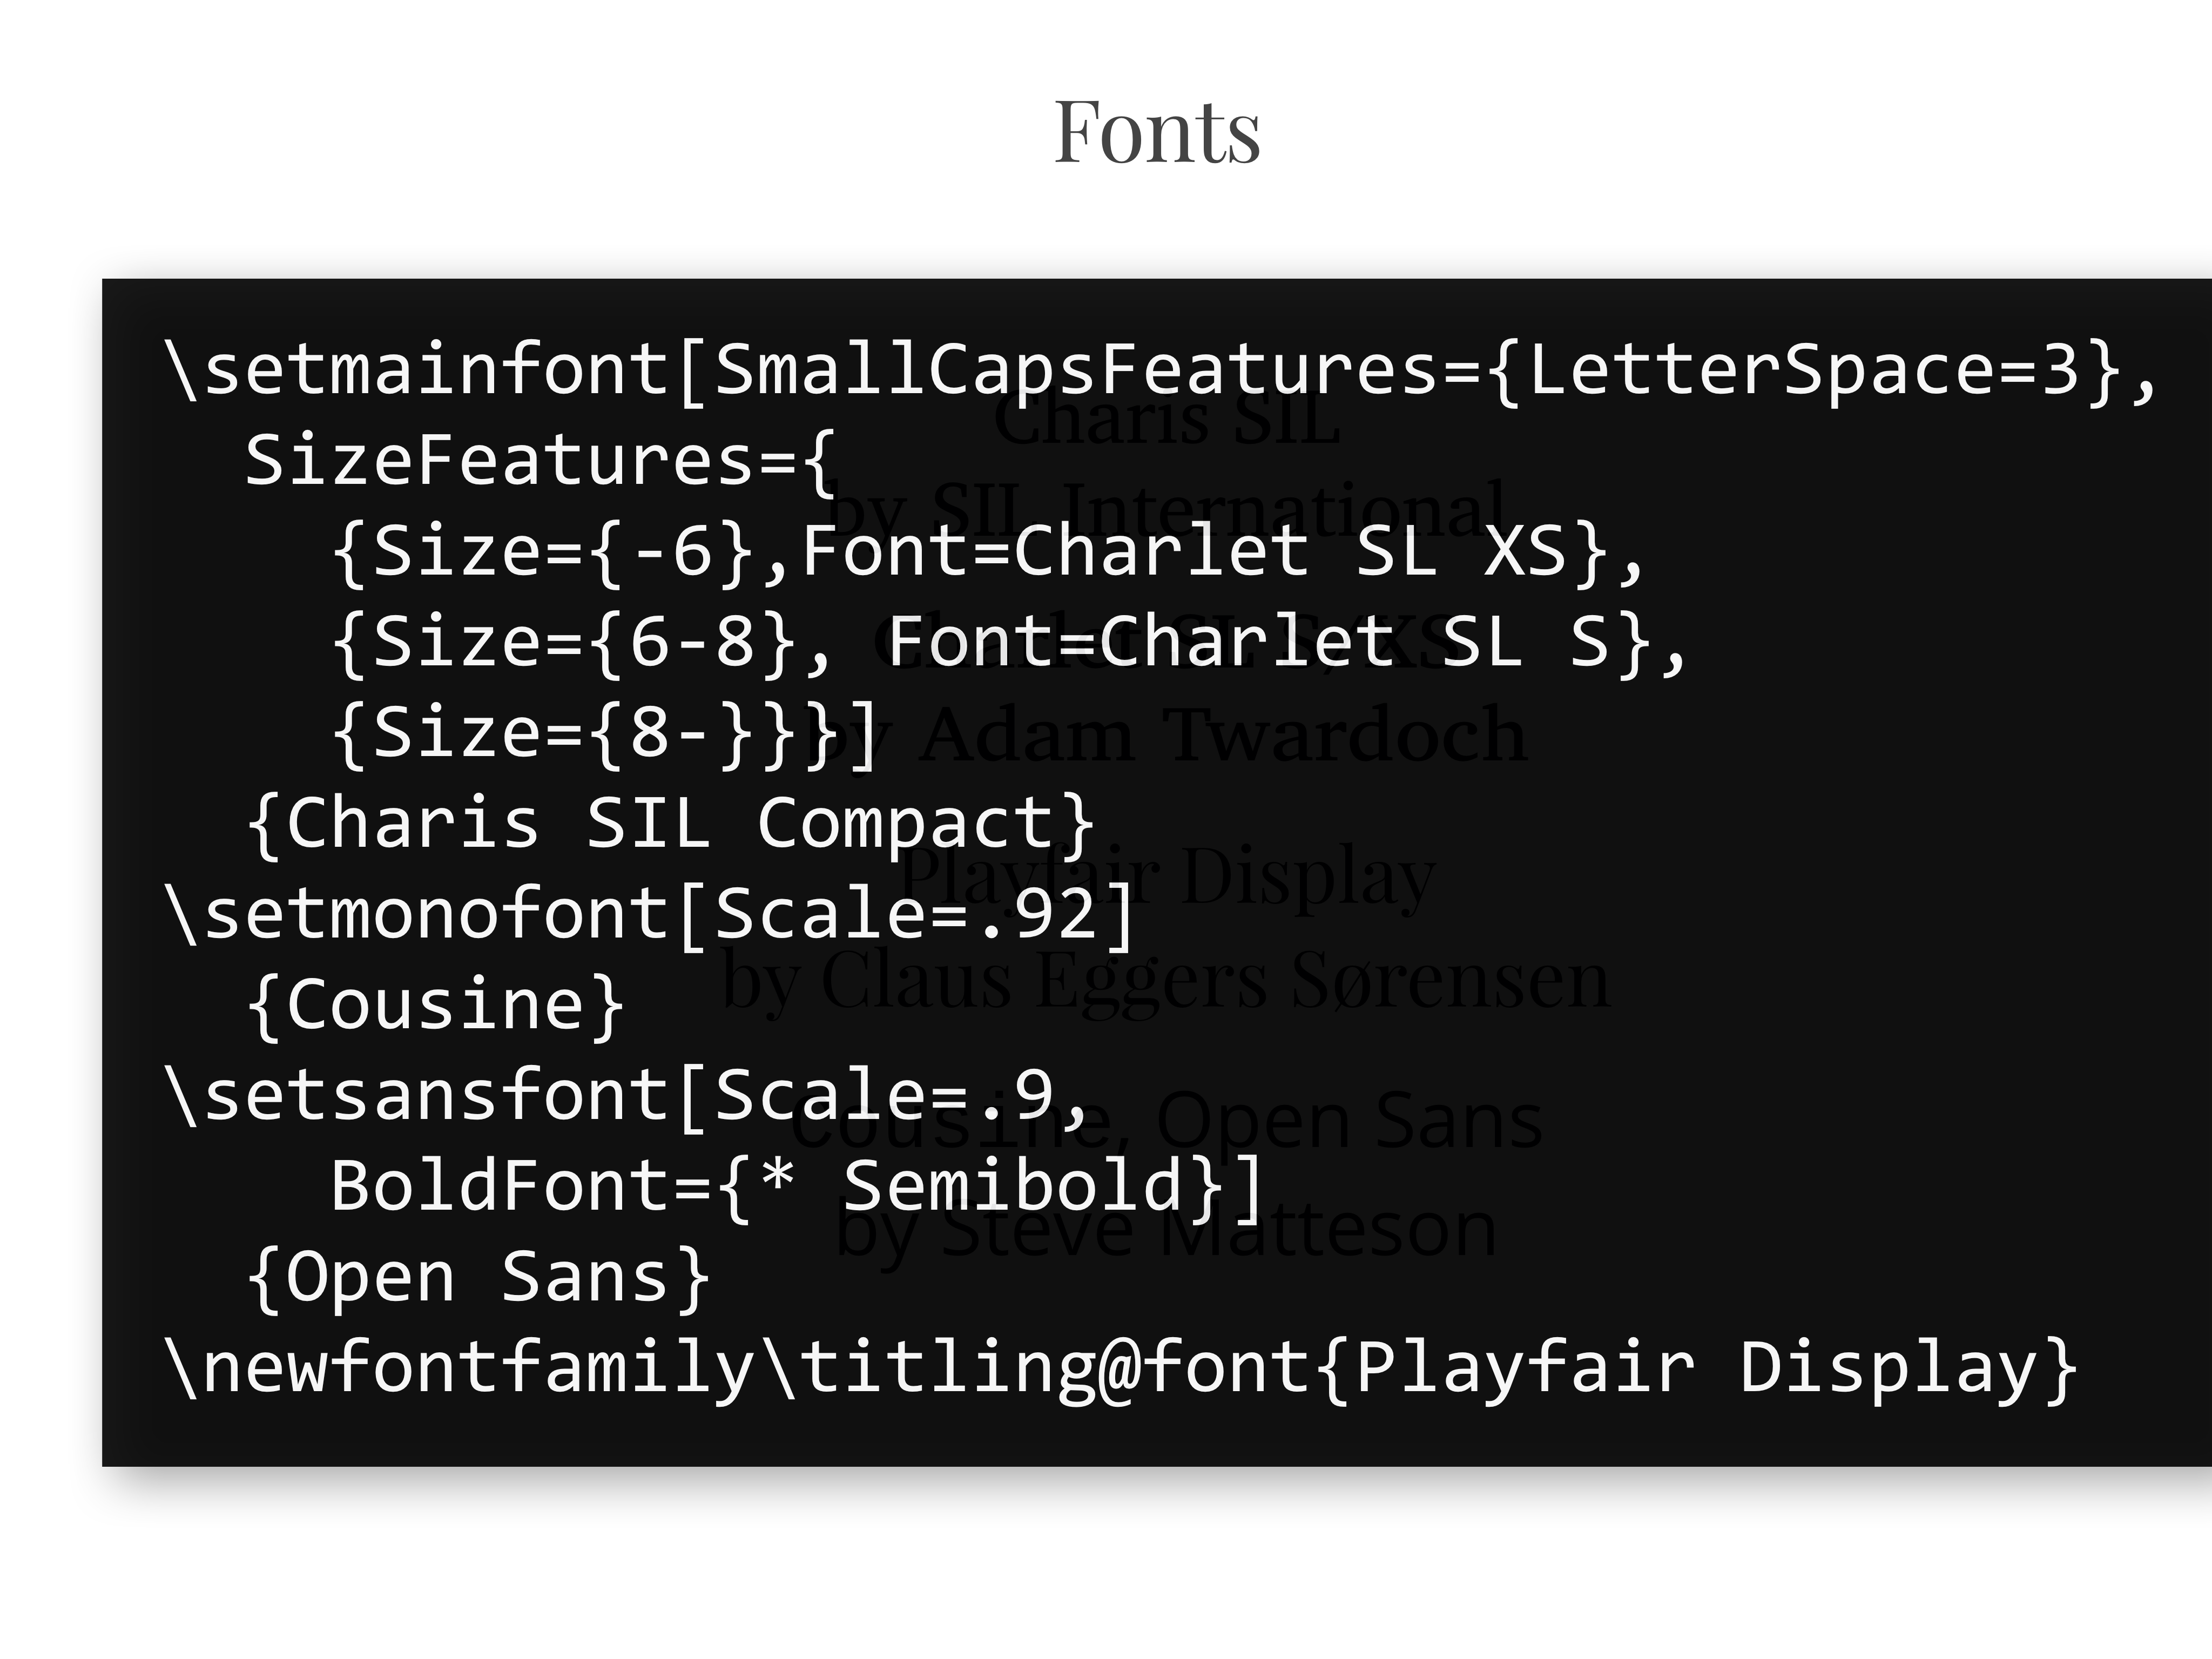 Fonts
\setmainfont[SmallCapsFeatures={LetterSpace=3},
  SizeFeatures={
    {Size={-6},Font=Charlet SL XS},
    {Size={6-8}, Font=Charlet SL S},
    {Size={8-}}}]
  {Charis SIL Compact}
\setmonofont[Scale=.92]
  {Cousine}
\setsansfont[Scale=.9,
    BoldFont={* Semibold}]
  {Open Sans}
\newfontfamily\titling@font{Playfair Display}
Charis SIL
by SIL International
Charlet SL S/XS
by Adam Twardoch
Playfair Display
by Claus Eggers Sørensen
Cousine, Open Sans
by Steve Matteson